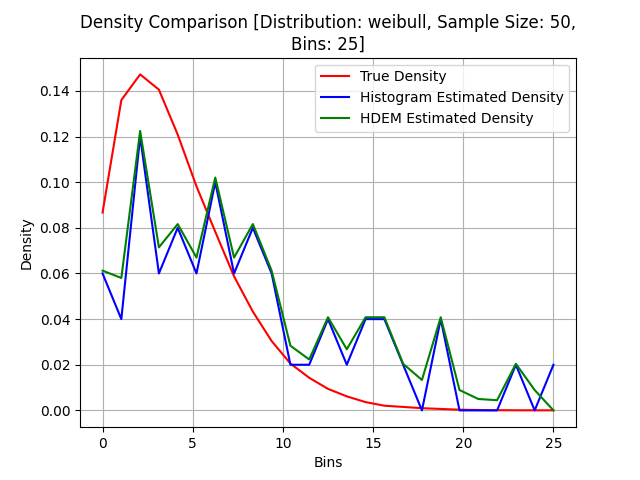 Density Comparison [Distribution: weibull, Sample Size: 50,
Bins: 25]
True Density
Histogram Estimated Density
HDEM Estimated Density
Density
0.14
0.12
0.10
0.08
0.06
0.04
0.02
0.00
0 5 10 15 20 25
Bins